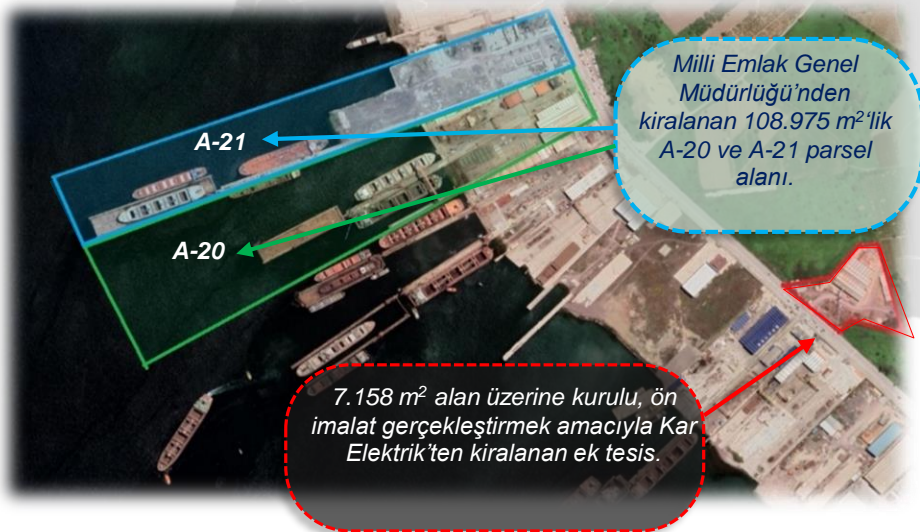 Milli Emlak Genel
Müdürlüğü’nden
kiralanan 108.975 m²‘lik
A-20 ve A-21 parsel
alanı.
A-21
A-20
7.158 m² alan üzerine kurulu, ön
imalat gerçekleştirmek amacıyla Kar
Elektrik’ten kiralanan ek tesis.